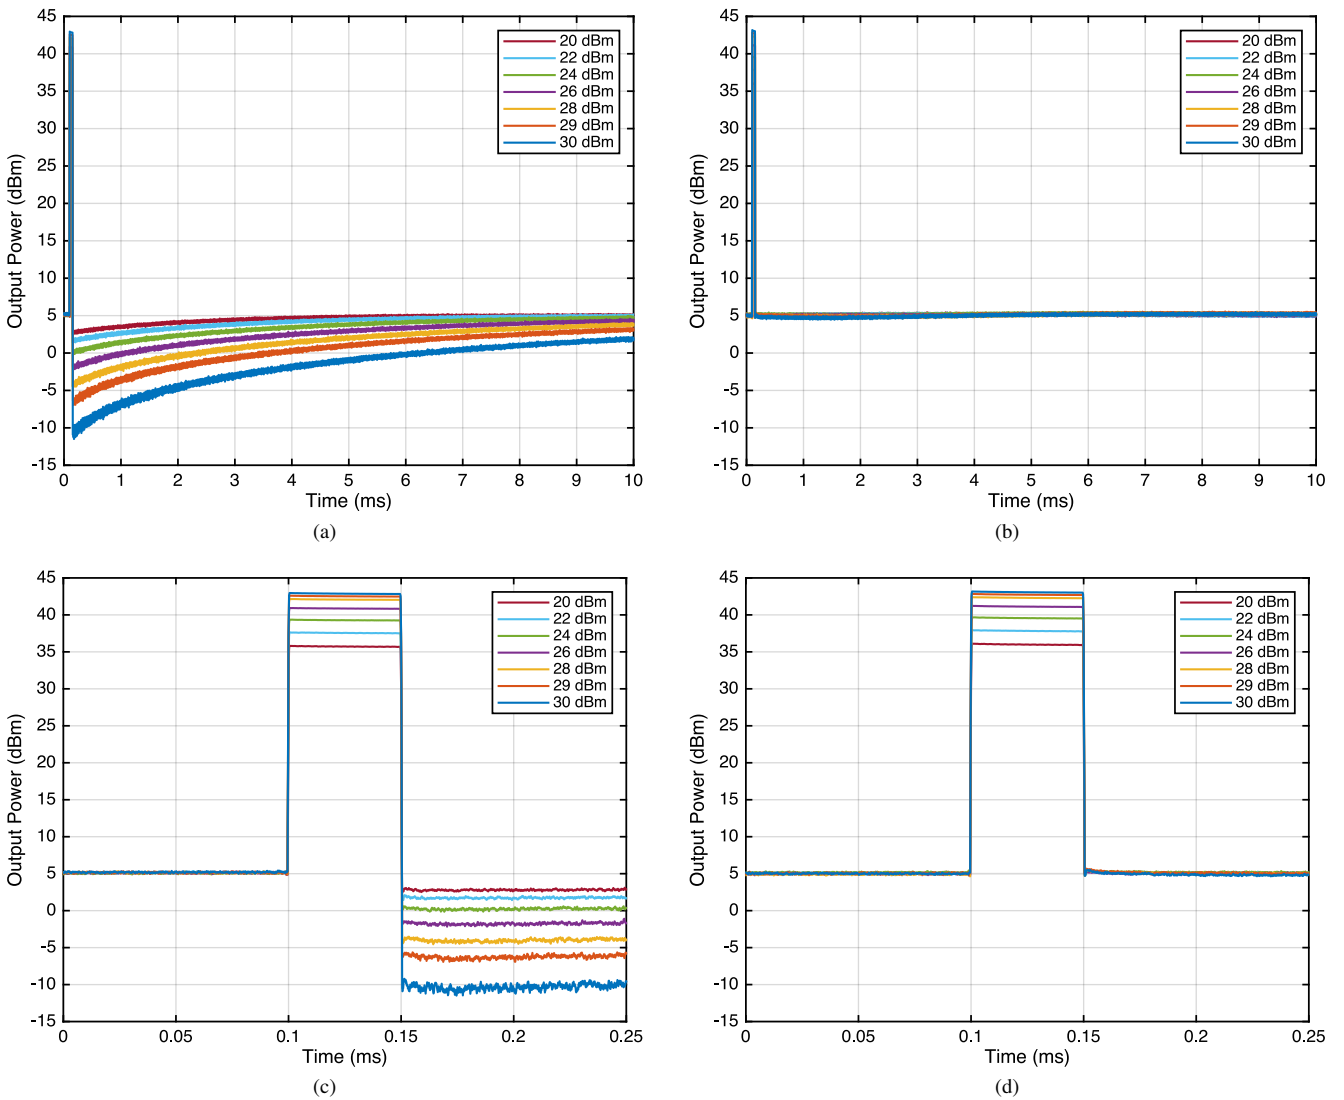 45
40
35
30
25
20
15
10
5
0
-5
-10
-15
Output Power (dBm)
0 1 2 3 4 5 6 7 8 9 10
Time (ms)
20 dBm
22 dBm
24 dBm
26 dBm
28 dBm
29 dBm
30 dBm
(a)
45
40
35
30
25
20
15
10
5
0
-5
-10
-15
Output Power (dBm)
0 1 2 3 4 5 6 7 8 9 10
Time (ms)
20 dBm
22 dBm
24 dBm
26 dBm
28 dBm
29 dBm
30 dBm
(b)
45
40
35
30
25
20
15
10
5
0
-5
-10
-15
Output Power (dBm)
0 0.05 0.1 0.15 0.2 0.25
Time (ms)
20 dBm
22 dBm
24 dBm
26 dBm
28 dBm
29 dBm
30 dBm
(c)
45
40
35
30
25
20
15
10
5
0
-5
-10
-15
Output Power (dBm)
0 0.05 0.1 0.15 0.2 0.25
Time (ms)
20 dBm
22 dBm
24 dBm
26 dBm
28 dBm
29 dBm
30 dBm
(d)